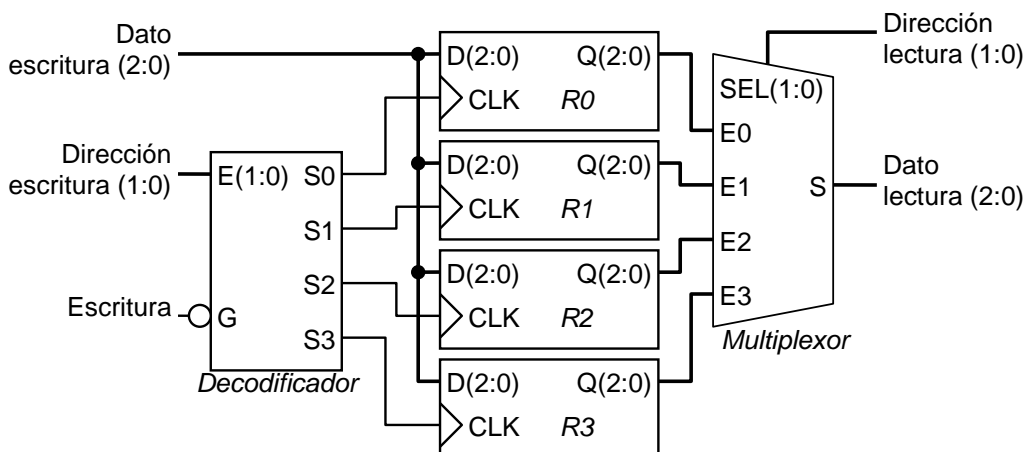 Dato
escritura (2:0)
Dirección
escritura (1:0)
E(1:0)
S0
S1
S2
S3
Escritura
G
Decodificador
D(2:0)
Q(2:0)
CLK
R0
D(2:0)
Q(2:0)
CLK
R1
D(2:0)
Q(2:0)
CLK
R2
D(2:0)
Q(2:0)
CLK
R3
SEL(1:0)
E0
E1
E2
E3
S
Multiplexor
Dirección
lectura (1:0)
Dato
lectura (2:0)